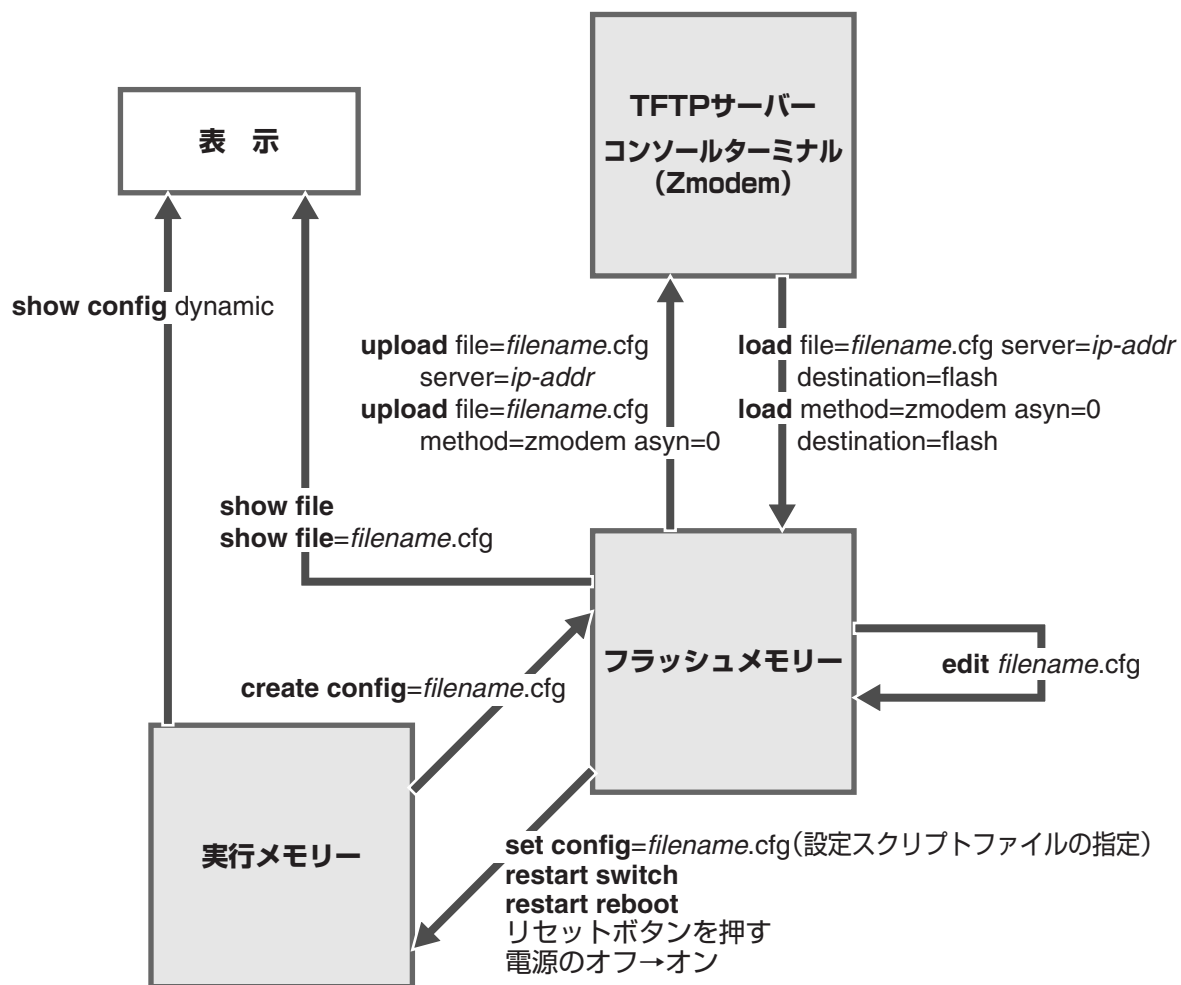 TFTPサーバー
コンソールターミナル
(Zmodem)
表 示
show config dynamic
upload file=filename.cfg
server=ip-addr
upload file=filename.cfg
method=zmodem asyn=0
load file=filename.cfg server=ip-addr
destination=flash
load method=zmodem asyn=0
destination=flash
show file
show file=filename.cfg
フラッシュメモリー
edit filename.cfg
create config=filename.cfg
実行メモリー
set config=filename.cfg(設定スクリプトファイルの指定)
restart switch
restart reboot
リセットボタンを押す
電源のオフ→オン